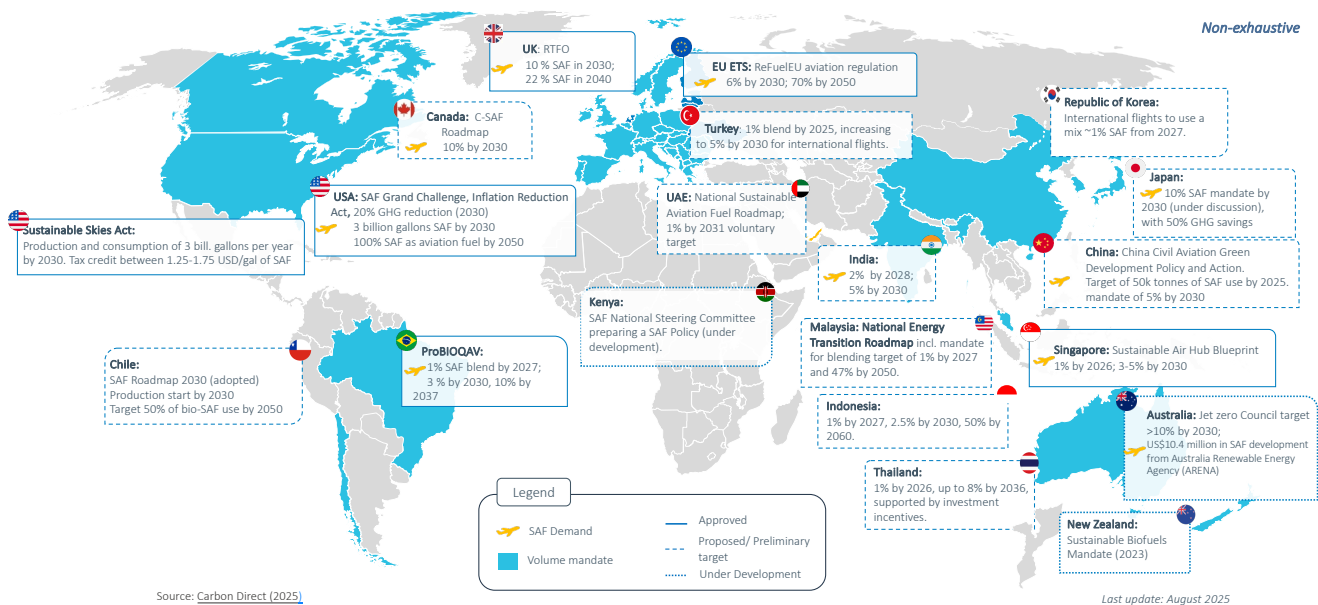 Non-exhaustive
UK: RTFO
10 % SAF in 2030;
22 % SAF in 2040
EU ETS: ReFuelEU aviation regulation
6% by 2030; 70% by 2050
Canada: C-SAF
Roadmap
10% by 2030
Turkey: 1% blend by 2025, increasing
to 5% by 2030 for international flights.
Republic of Korea:
International flights to use a
mix ~1% SAF from 2027.
Japan:
10% SAF mandate by
2030 (under discussion),
with 50% GHG savings
USA: SAF Grand Challenge, Inflation Reduction
Act, 20% GHG reduction (2030)
3 billion gallons SAF by 2030
100% SAF as aviation fuel by 2050
Sustainable Skies Act:
Production and consumption of 3 bill. gallons per year
by 2030. Tax credit between 1.25-1.75 USD/gal of SAF
UAE: National Sustainable
Aviation Fuel Roadmap;
1% by 2031 voluntary
target
India:
2% by 2028;
5% by 2030
China: China Civil Aviation Green
Development Policy and Action.
Target of 50k tonnes of SAF use by 2025.
mandate of 5% by 2030
Kenya:
SAF National Steering Committee
preparing a SAF Policy (under
development).
Malaysia: National Energy
Transition Roadmap incl. mandate
for blending target of 1% by 2027
and 47% by 2050.
Singapore: Sustainable Air Hub Blueprint
1% by 2026; 3-5% by 2030
Chile:
SAF Roadmap 2030 (adopted)
Production start by 2030
Target 50% of bio-SAF use by 2050
ProBIOQAV:
1% SAF blend by 2027;
3 % by 2030, 10% by
2037
Indonesia:
1% by 2027, 2.5% by 2030, 50% by
2060.
Australia: Jet zero Council target
>10% by 2030;
US$10.4 million in SAF development
from Australia Renewable Energy
Agency (ARENA)
Thailand:
1% by 2026, up to 8% by 2036,
supported by investment
incentives.
New Zealand:
Sustainable Biofuels
Mandate (2023)
Legend
SAF Demand
Volume mandate
Approved
Proposed/ Preliminary
target
Under Development
Source: Carbon Direct (2025)
Last update: August 2025